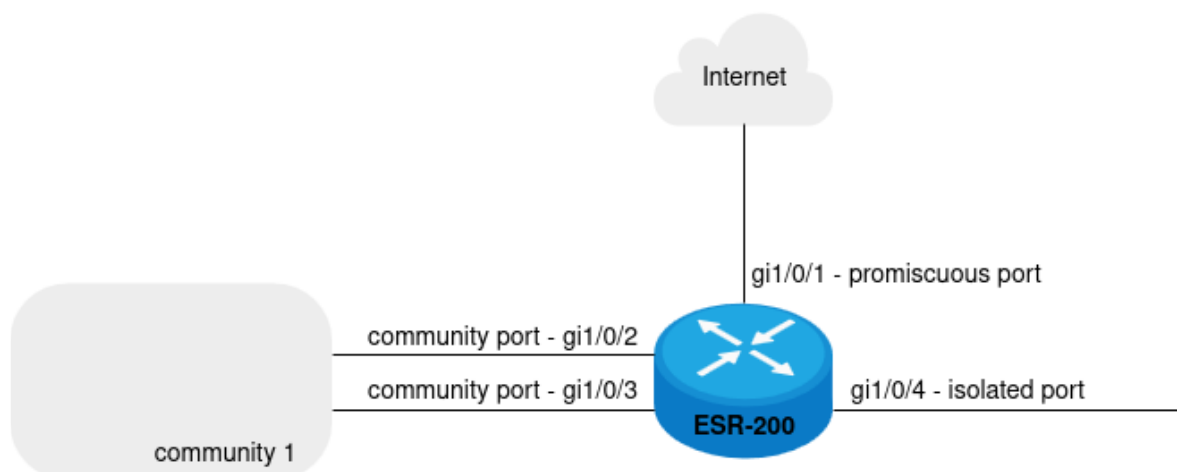 Internet
gi1/0/1 - promiscuous port
community port - gi1/0/2
community port - gi1/0/3
gi1/0/4 - isolated port
ESR-200
community 1